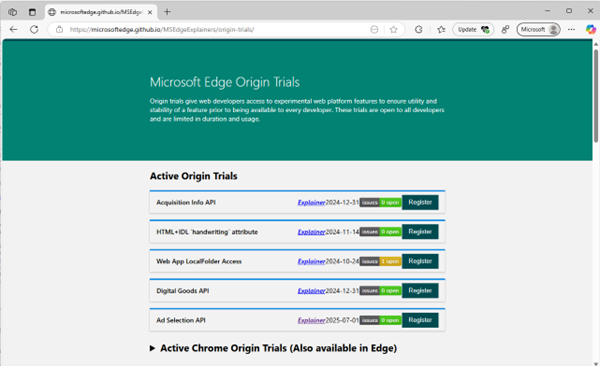 microsoftedge.github.io/MSEdge
https://microsoftedge.github.io/MSEdgeExplainers/origin-trials/
Update
Microsoft
Microsoft Edge Origin Trials
Origin trials give web developers access to experimental web platform features to ensure utility and
stability of a feature prior to being available to every developer. These trials are open to all developers
and are limited in duration and usage.
Active Origin Trials
Acquisition Info API Explainer 2024-12-31 issues 0 open Register
HTML+IDL `handwriting` attribute Explainer 2024-11-14 issues 0 open Register
Web App LocalFolder Access Explainer 2024-10-24 issues 1 open Register
Digital Goods API Explainer 2024-12-31 issues 0 open Register
Ad Selection API Explainer 2025-07-01 issues 0 open Register
Active Chrome Origin Trials (Also available in Edge)